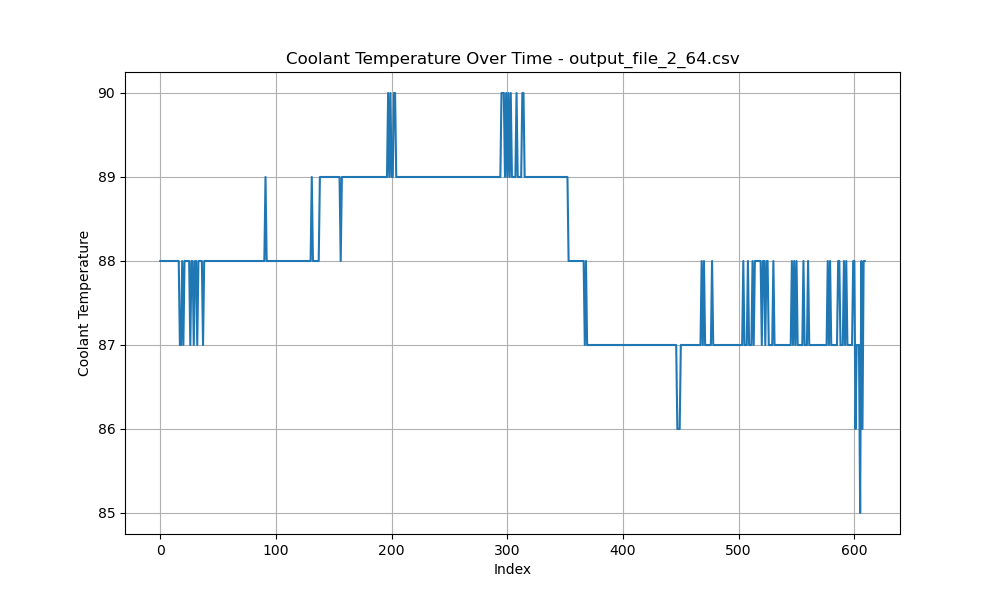 Coolant Temperature Over Time - output_file_2_64.csv
Coolant Temperature
90
89
88
87
86
85
0 100 200 300 400 500 600
Index